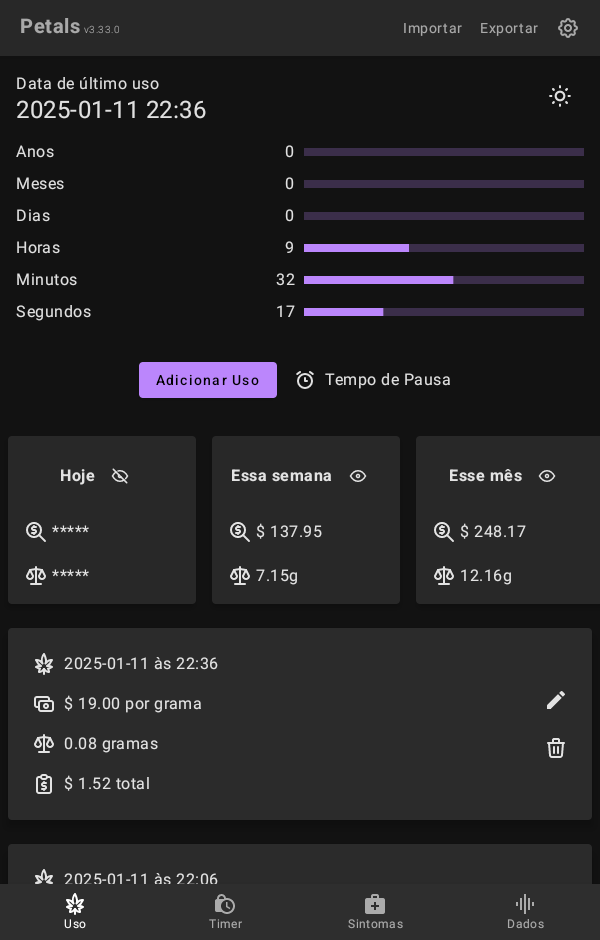 Petals v3.33.0 Importar Exportar
Data de último uso
2025-01-11 22:36
Anos 0
Meses 0
Dias 0
Horas 9
Minutos 32
Segundos 17
Adicionar Uso Tempo de Pausa
Hoje Essa semana Esse mês
***** $ 137.95 $ 248.17
***** 7.15g 12.16g
2025-01-11 às 22:36
$ 19.00 por grama
0.08 gramas
$ 1.52 total
2025-01-11 às 22:06
Uso Timer Sintomas Dados